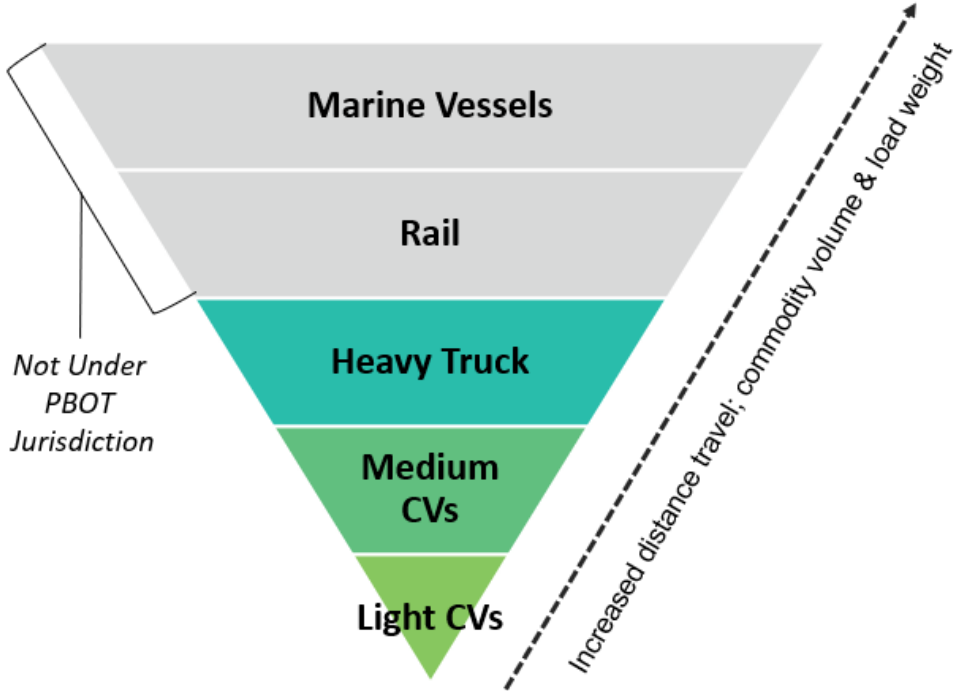 Marine Vessels
Rail
Heavy Truck
Medium
CVs
Light CVs
Not Under
PBOT
Jurisdiction
Increased distance travel; commodity volume & load weight